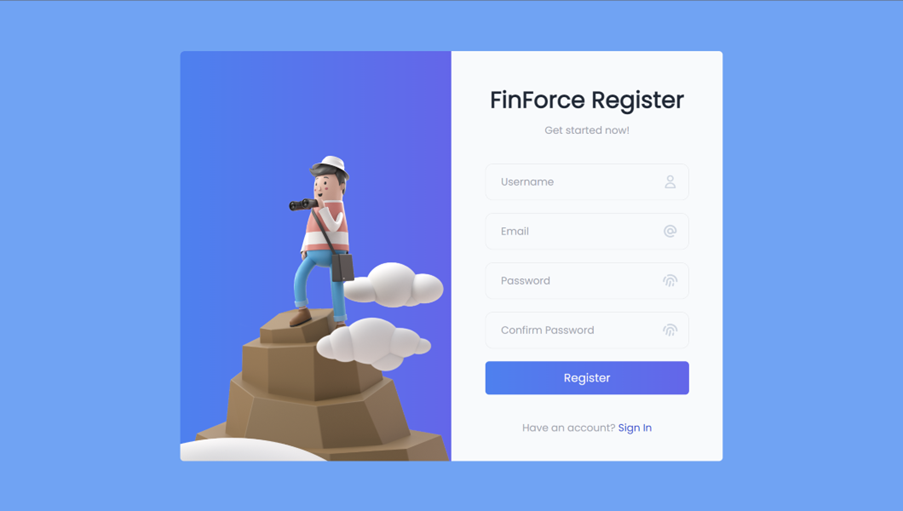 FinForce Register
Get started now!
Username
Email
Password
Confirm Password
Register
Have an account? Sign In